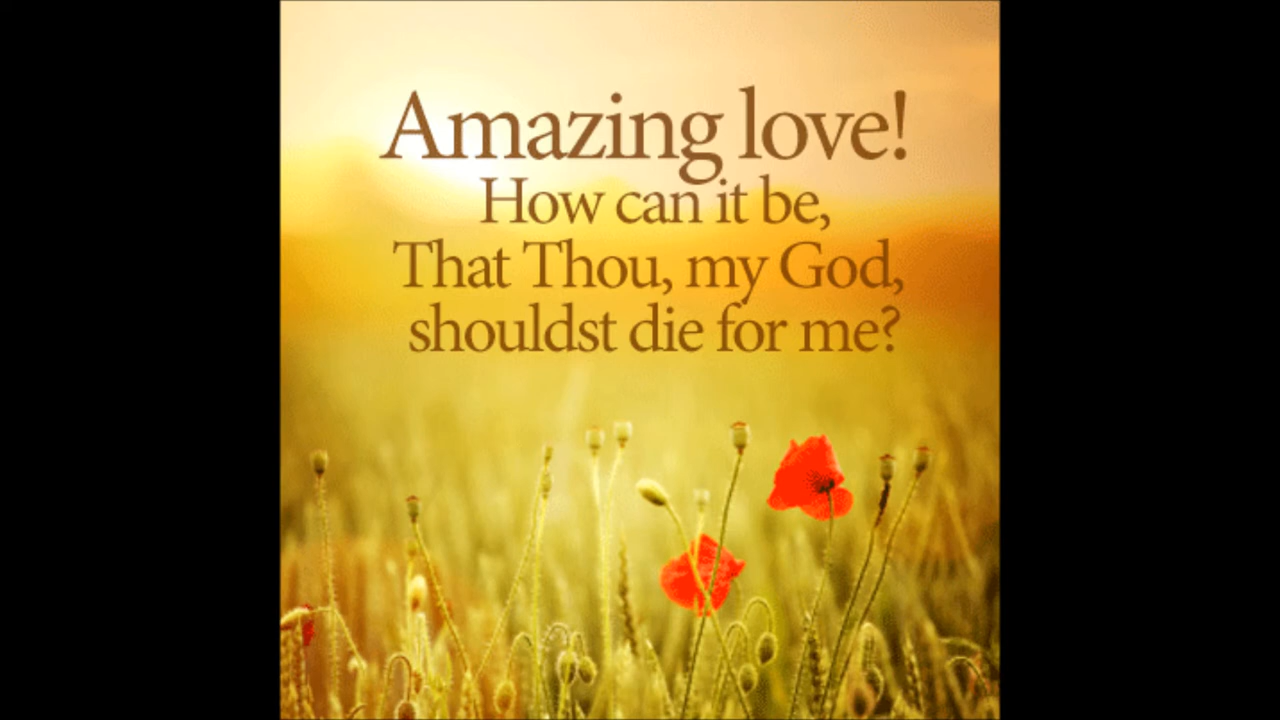 Amazing love!
How can it be,
That Thou, my God,
shouldst die for me?